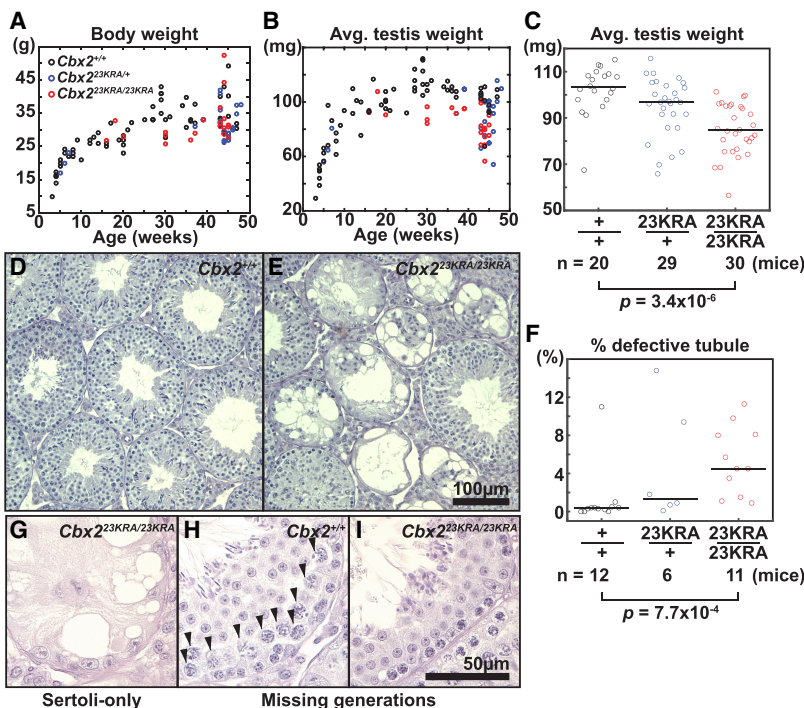 A
Body weight
(g)
45
35
25
15
5
0 10 20 30 40 50
Age (weeks)
Cbx2+/+
Cbx223KRA/+
Cbx223KRA/23KRA
B
Avg. testis weight
(mg)
100
60
20
0 10 20 30 40 50
Age (weeks)
C
Avg. testis weight
(mg)
110
90
70
50
+ 23KRA 23KRA
+ + 23KRA
n = 20 29 30 (mice)
p = 3.4x10-6
D
Cbx2+/+
E
Cbx223KRA/23KRA
100µm
F
% defective tubule
(%)
12
8
4
0
+ 23KRA 23KRA
+ + 23KRA
n = 12 6 11 (mice)
p = 7.7x10-4
G
Cbx223KRA/23KRA
H
Cbx2+/+
I
Cbx223KRA/23KRA
50µm
Sertoli-only
Missing generations